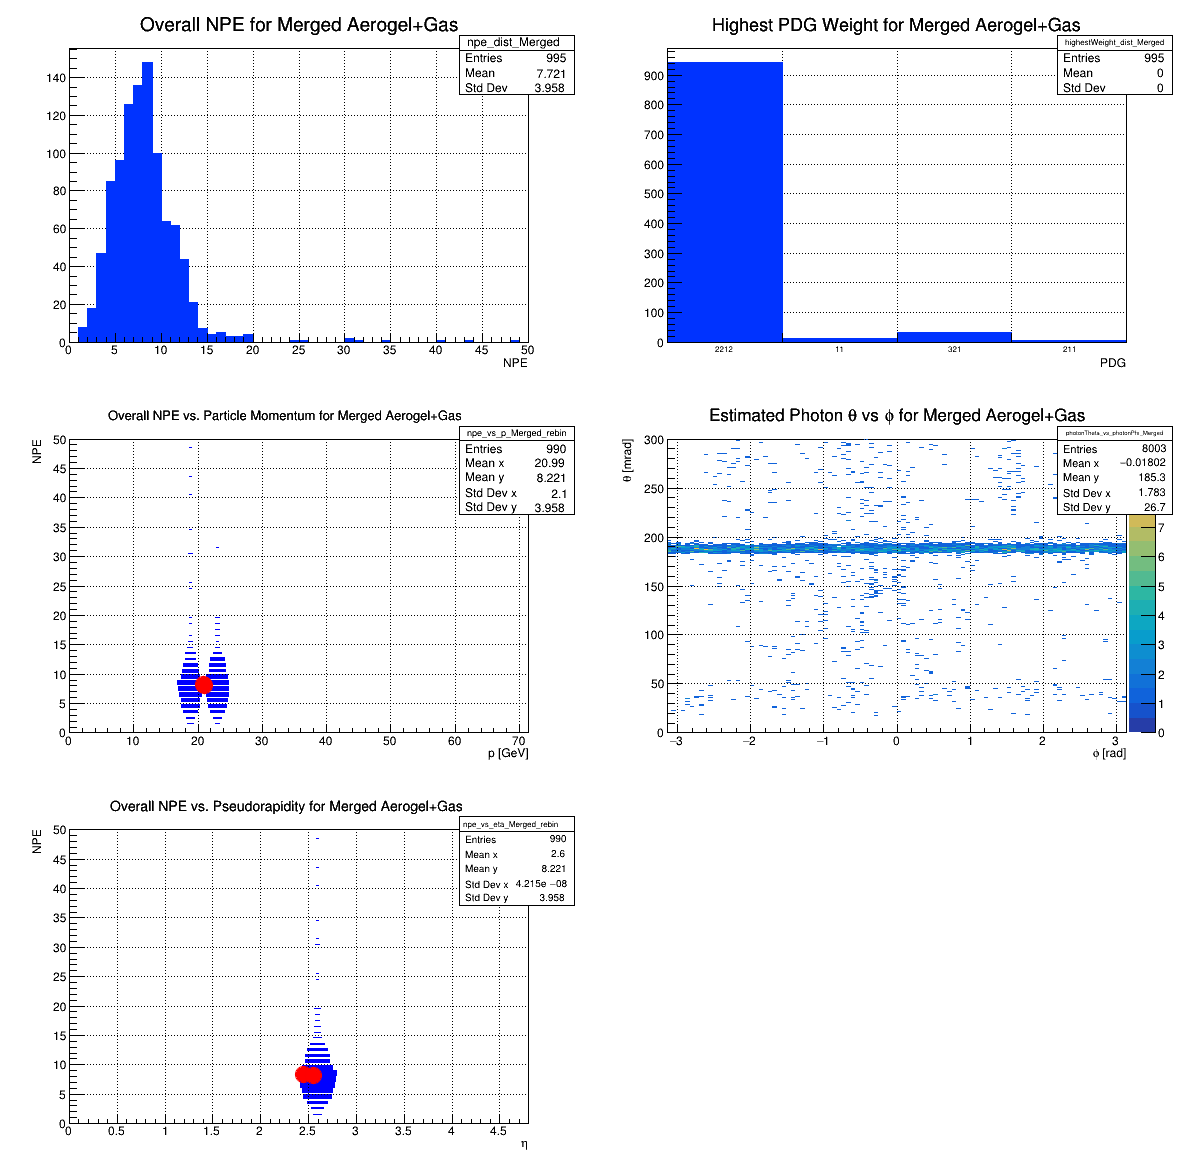 Overall NPE for Merged Aerogel+Gas
npe_dist_Merged
Entries 995
Mean 7.721
Std Dev 3.958
140
120
100
80
60
40
20
0
0 5 10 15 20 25 30 35 40 45 50
NPE
Highest PDG Weight for Merged Aerogel+Gas
highestWeight_dist_Merged
Entries 995
Mean 0
Std Dev 0
900
800
700
600
500
400
300
200
100
0
2212 11 321 211
PDG
Overall NPE vs. Particle Momentum for Merged Aerogel+Gas
npe_vs_p_Merged_rebin
Entries 990
Mean x 20.99
Mean y 8.221
Std Dev x 2.1
Std Dev y 3.958
NPE
50
45
40
35
30
25
20
15
10
5
0
0 10 20 30 40 50 60 70
p [GeV]
Estimated Photon θ vs ϕ for Merged Aerogel+Gas
photonTheta_vs_photonPhi_Merged
Entries 8003
Mean x −0.01802
Mean y 185.3
Std Dev x 1.783
Std Dev y 26.7
θ [mrad]
300
250
200
150
100
50
0
−3 −2 −1 0 1 2 3
ϕ [rad]
7
6
5
4
3
2
1
0
Overall NPE vs. Pseudorapidity for Merged Aerogel+Gas
npe_vs_eta_Merged_rebin
Entries 990
Mean x 2.6
Mean y 8.221
Std Dev x 4.215e −08
Std Dev y 3.958
NPE
50
45
40
35
30
25
20
15
10
5
0
0 0.5 1 1.5 2 2.5 3 3.5 4 4.5
η